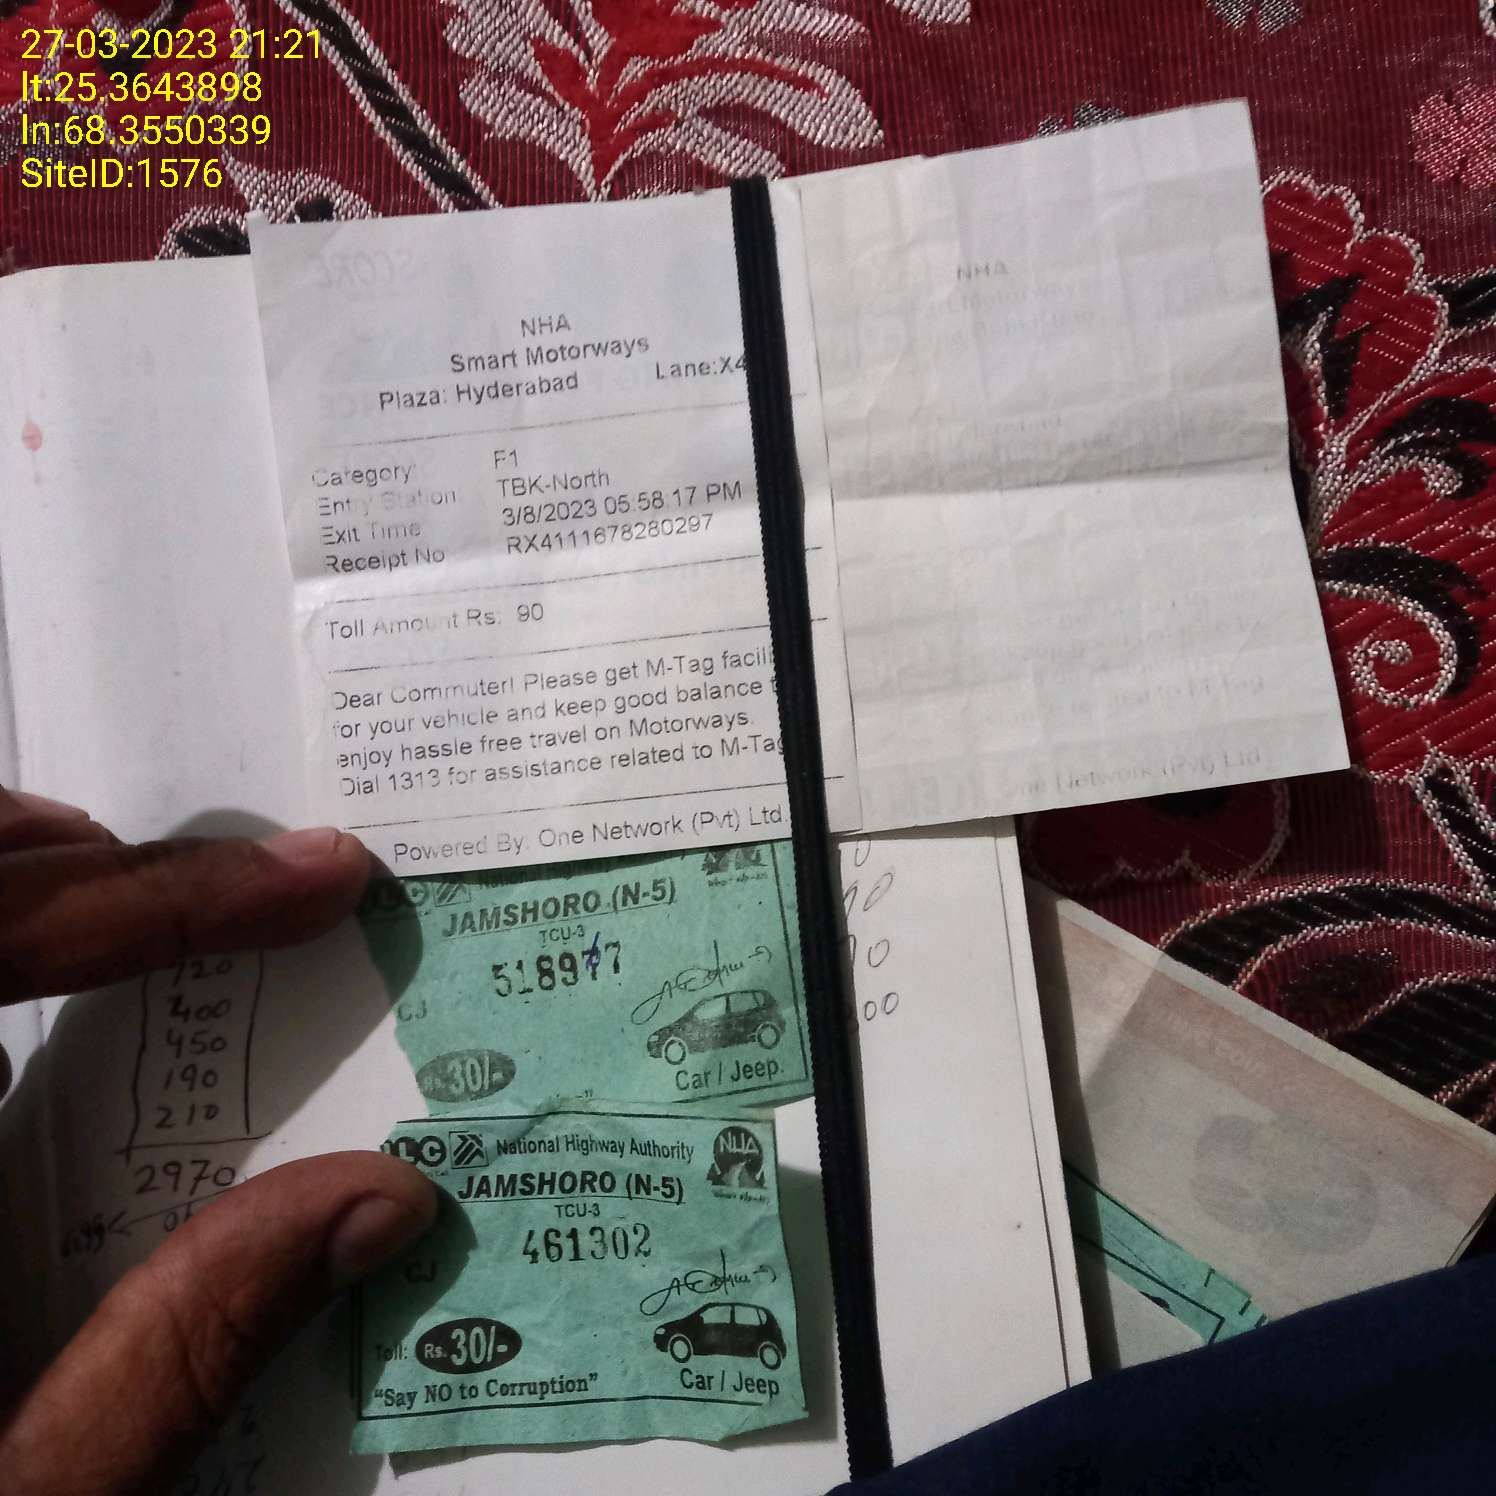 27-03-2023 21:21
lt:25.3643898
ln:68.3550339
SiteID:1576
NHA
Smart Motorways
Plaza: Hyderabad Lane:X4
Category: F1
Entry Station TBK-North
Exit Time 3/8/2023 05:58:17 PM
Receipt No RX4111678280297
Toll Amount Rs: 90
Dear Commuter! Please get M-Tag
for your vehicle and keep good balance
enjoy hassle free travel on Motorways.
Dial 1313 for assistance related to M-Tag
Powered By: One Network (Pvt) Ltd.
NHA
One Network (Pvt) Ltd
JAMSHORO (N-5)
TCU-3
518977
CJ
Rs.30/-
Car / Jeep.
National Highway Authority
NHA
JAMSHORO (N-5)
TCU-3
461302
CJ
Toll: Rs.30/-
"Say NO to Corruption"
Car / Jeep
720
400
450
190
210
2970